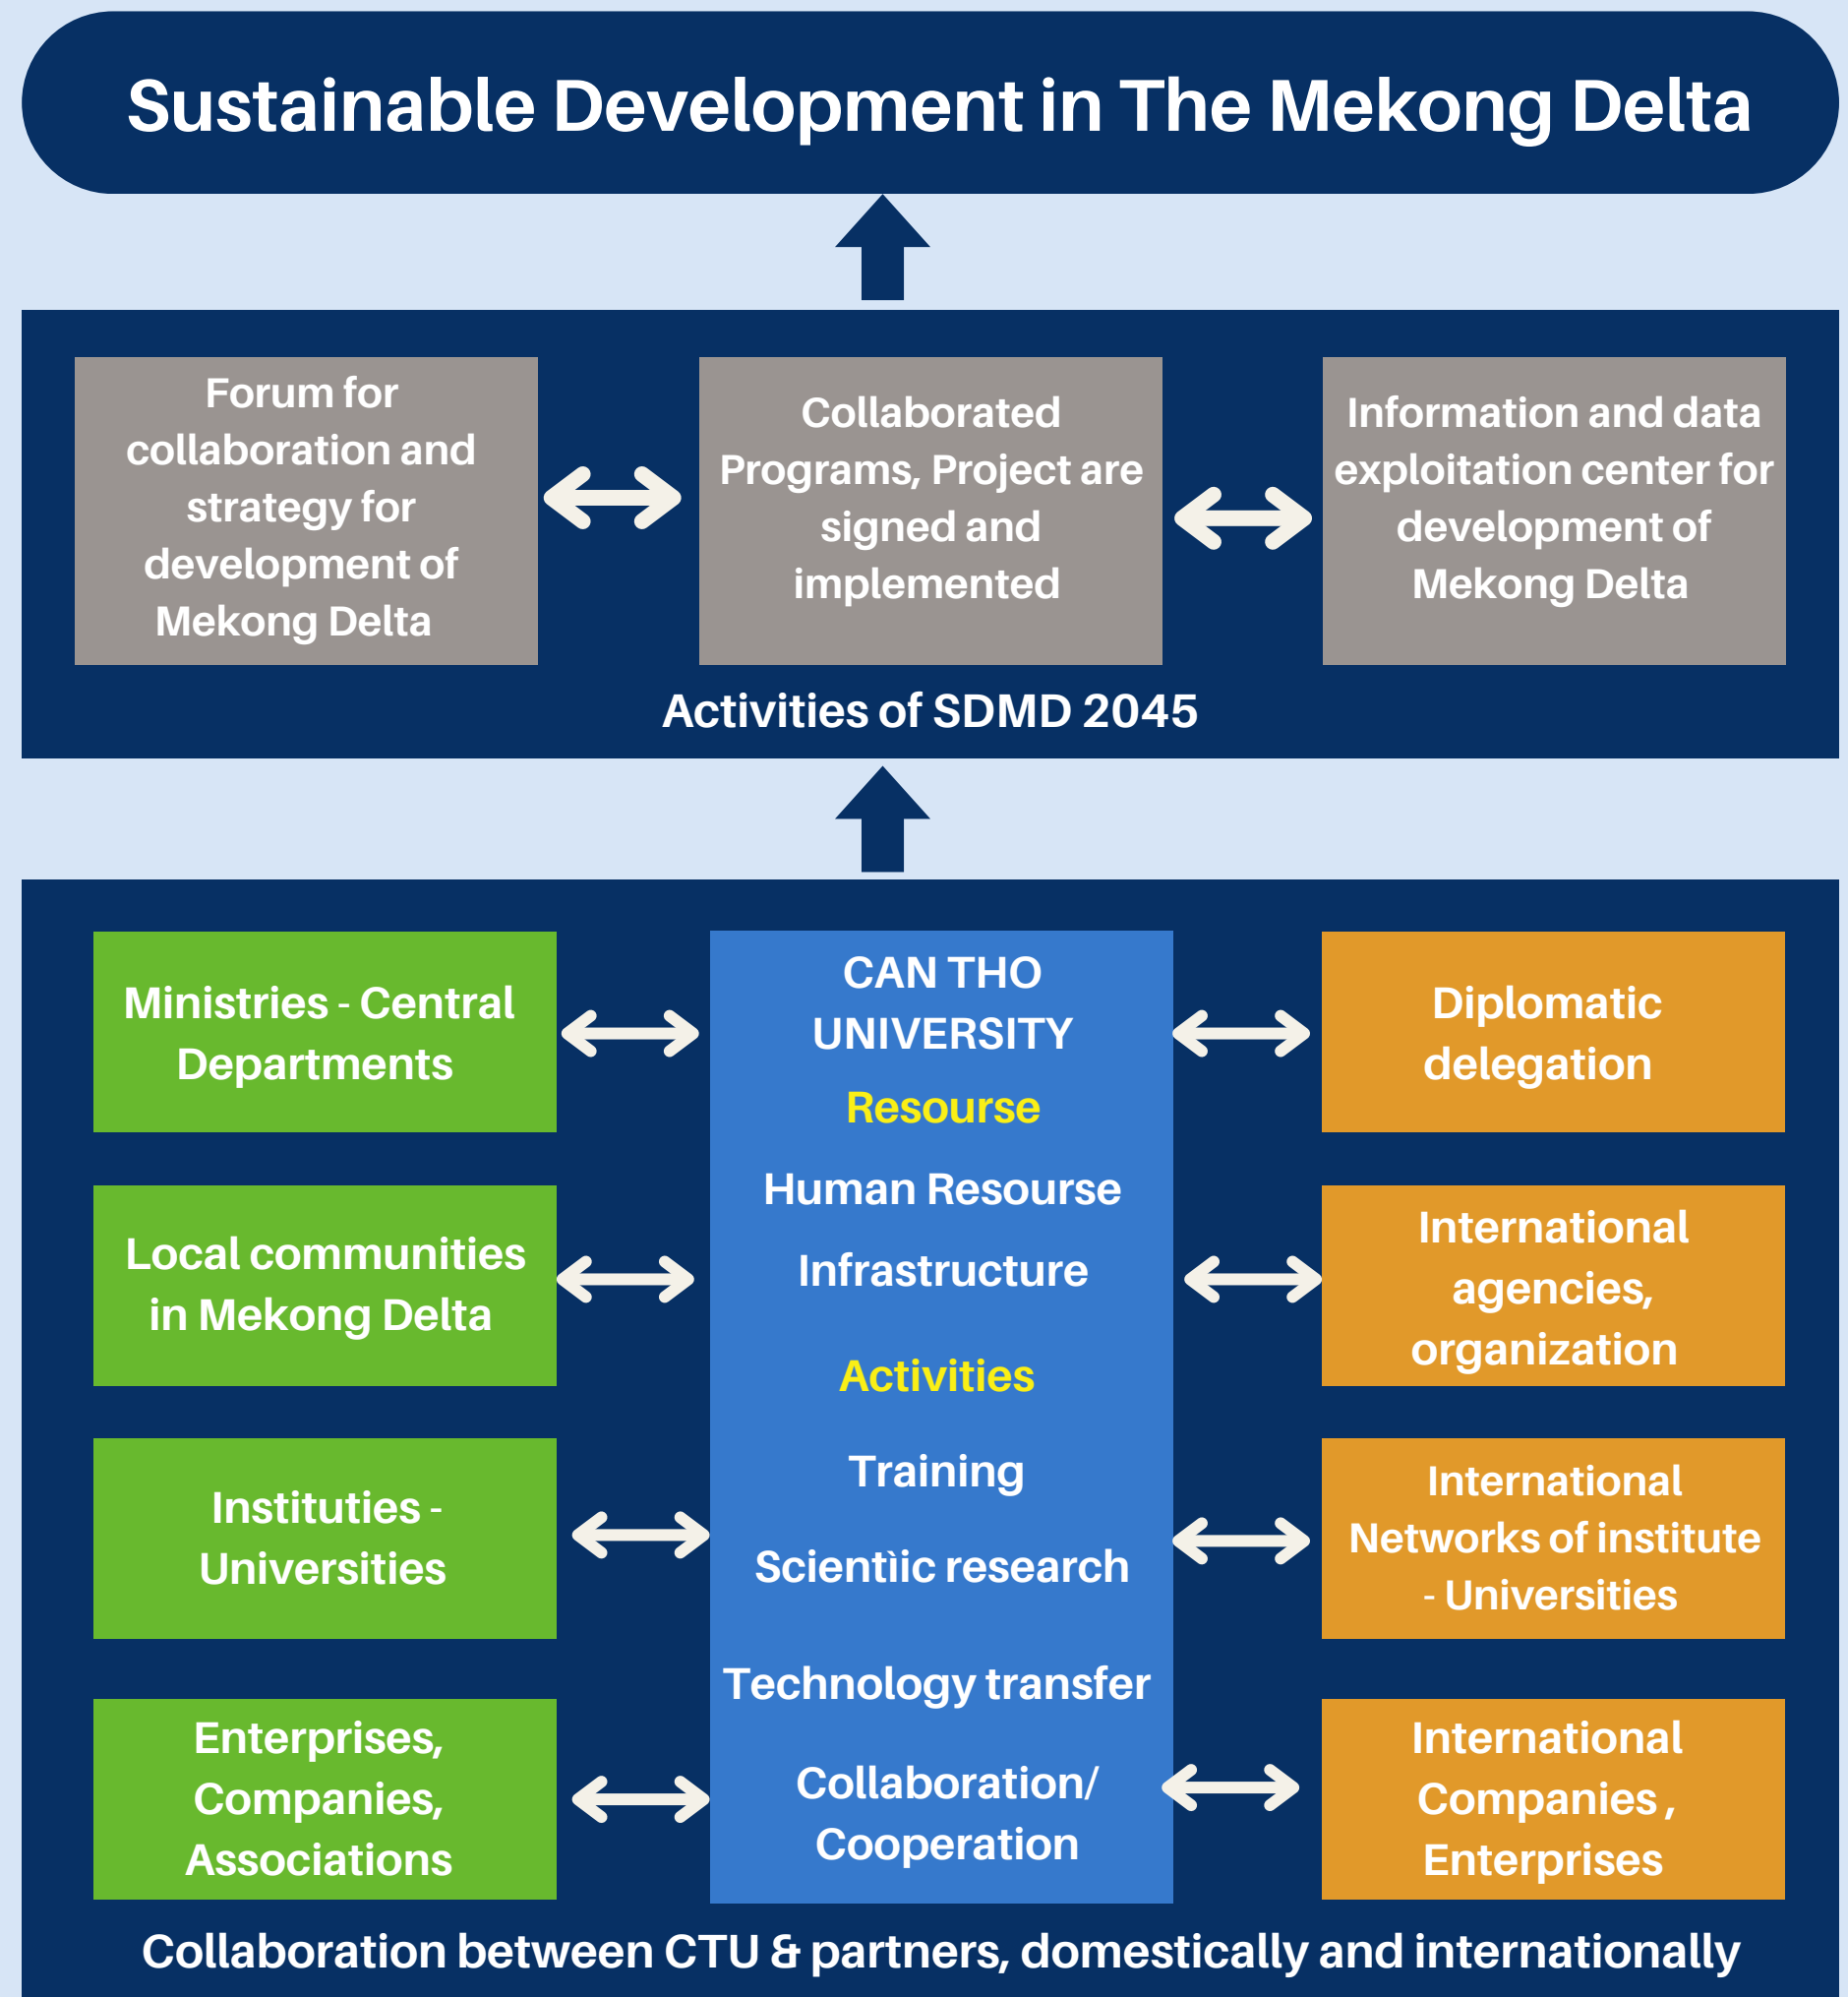 Sustainable Development in The Mekong Delta
Forum for
collaboration and
strategy for
development of
Mekong Delta
Collaborated
Programs, Project are
signed and
implemented
Information and data
exploitation center for
development of
Mekong Delta
Activities of SDMD 2045
Ministries - Central
Departments
Local communities
in Mekong Delta
Instituties -
Universities
Enterprises,
Companies,
Associations
CAN THO
UNIVERSITY
Resourse
Human Resourse
Infrastructure
Activities
Training
Scientìic research
Technology transfer
Collaboration/
Cooperation
Diplomatic
delegation
International
agencies,
organization
International
Networks of institute
- Universities
International
Companies ,
Enterprises
Collaboration between CTU & partners, domestically and internationally